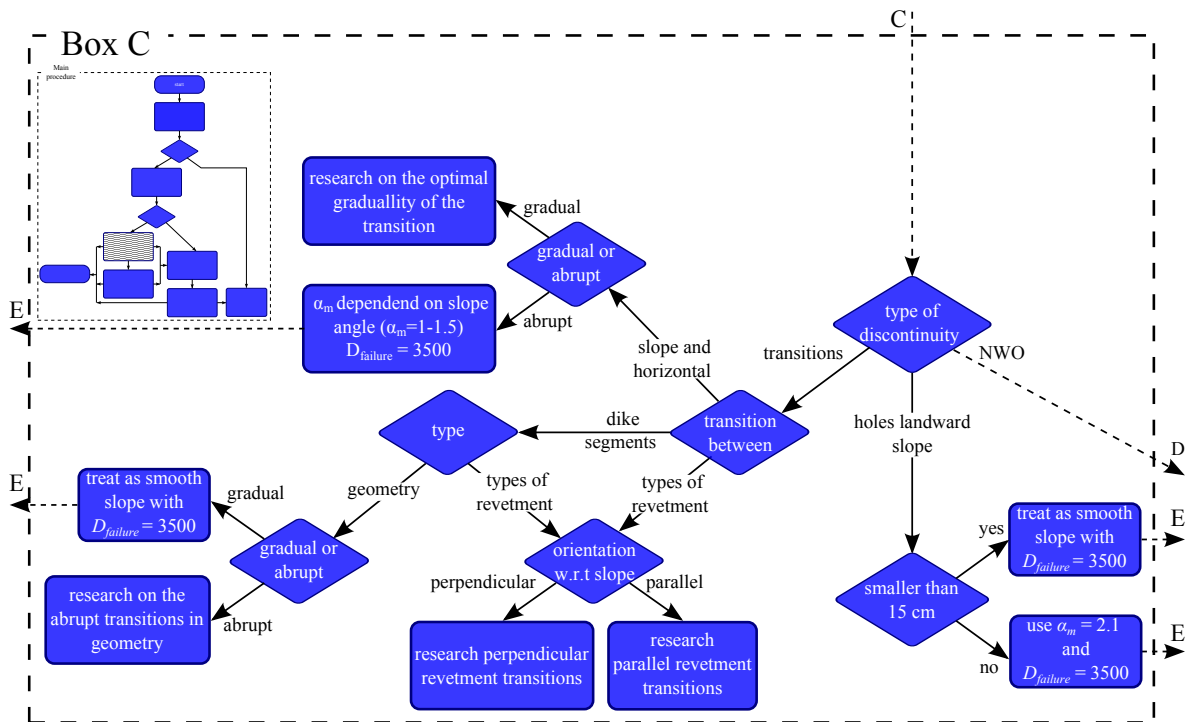 C
Box C
Main
procedure
start
research on the optimal
graduallity of the
transition
gradual
gradual or
abrupt
abrupt
E
αm dependend on slope
angle (αm=1-1.5)
Dfailure = 3500
slope and
horizontal
transitions
type of
discontinuity
NWO
D
type
dike
segments
transition
between
holes landward
slope
E
treat as smooth
slope with
Dfailure = 3500
gradual
geometry
types of
revetment
types of
revetment
gradual or
abrupt
abrupt
research on the
abrupt transitions in
geometry
orientation
w.r.t slope
perpendicular
parallel
research perpendicular
revetment transitions
research
parallel revetment
transitions
smaller than
15 cm
yes
treat as smooth
slope with
Dfailure = 3500
E
no
use αm = 2.1
and
Dfailure = 3500
E